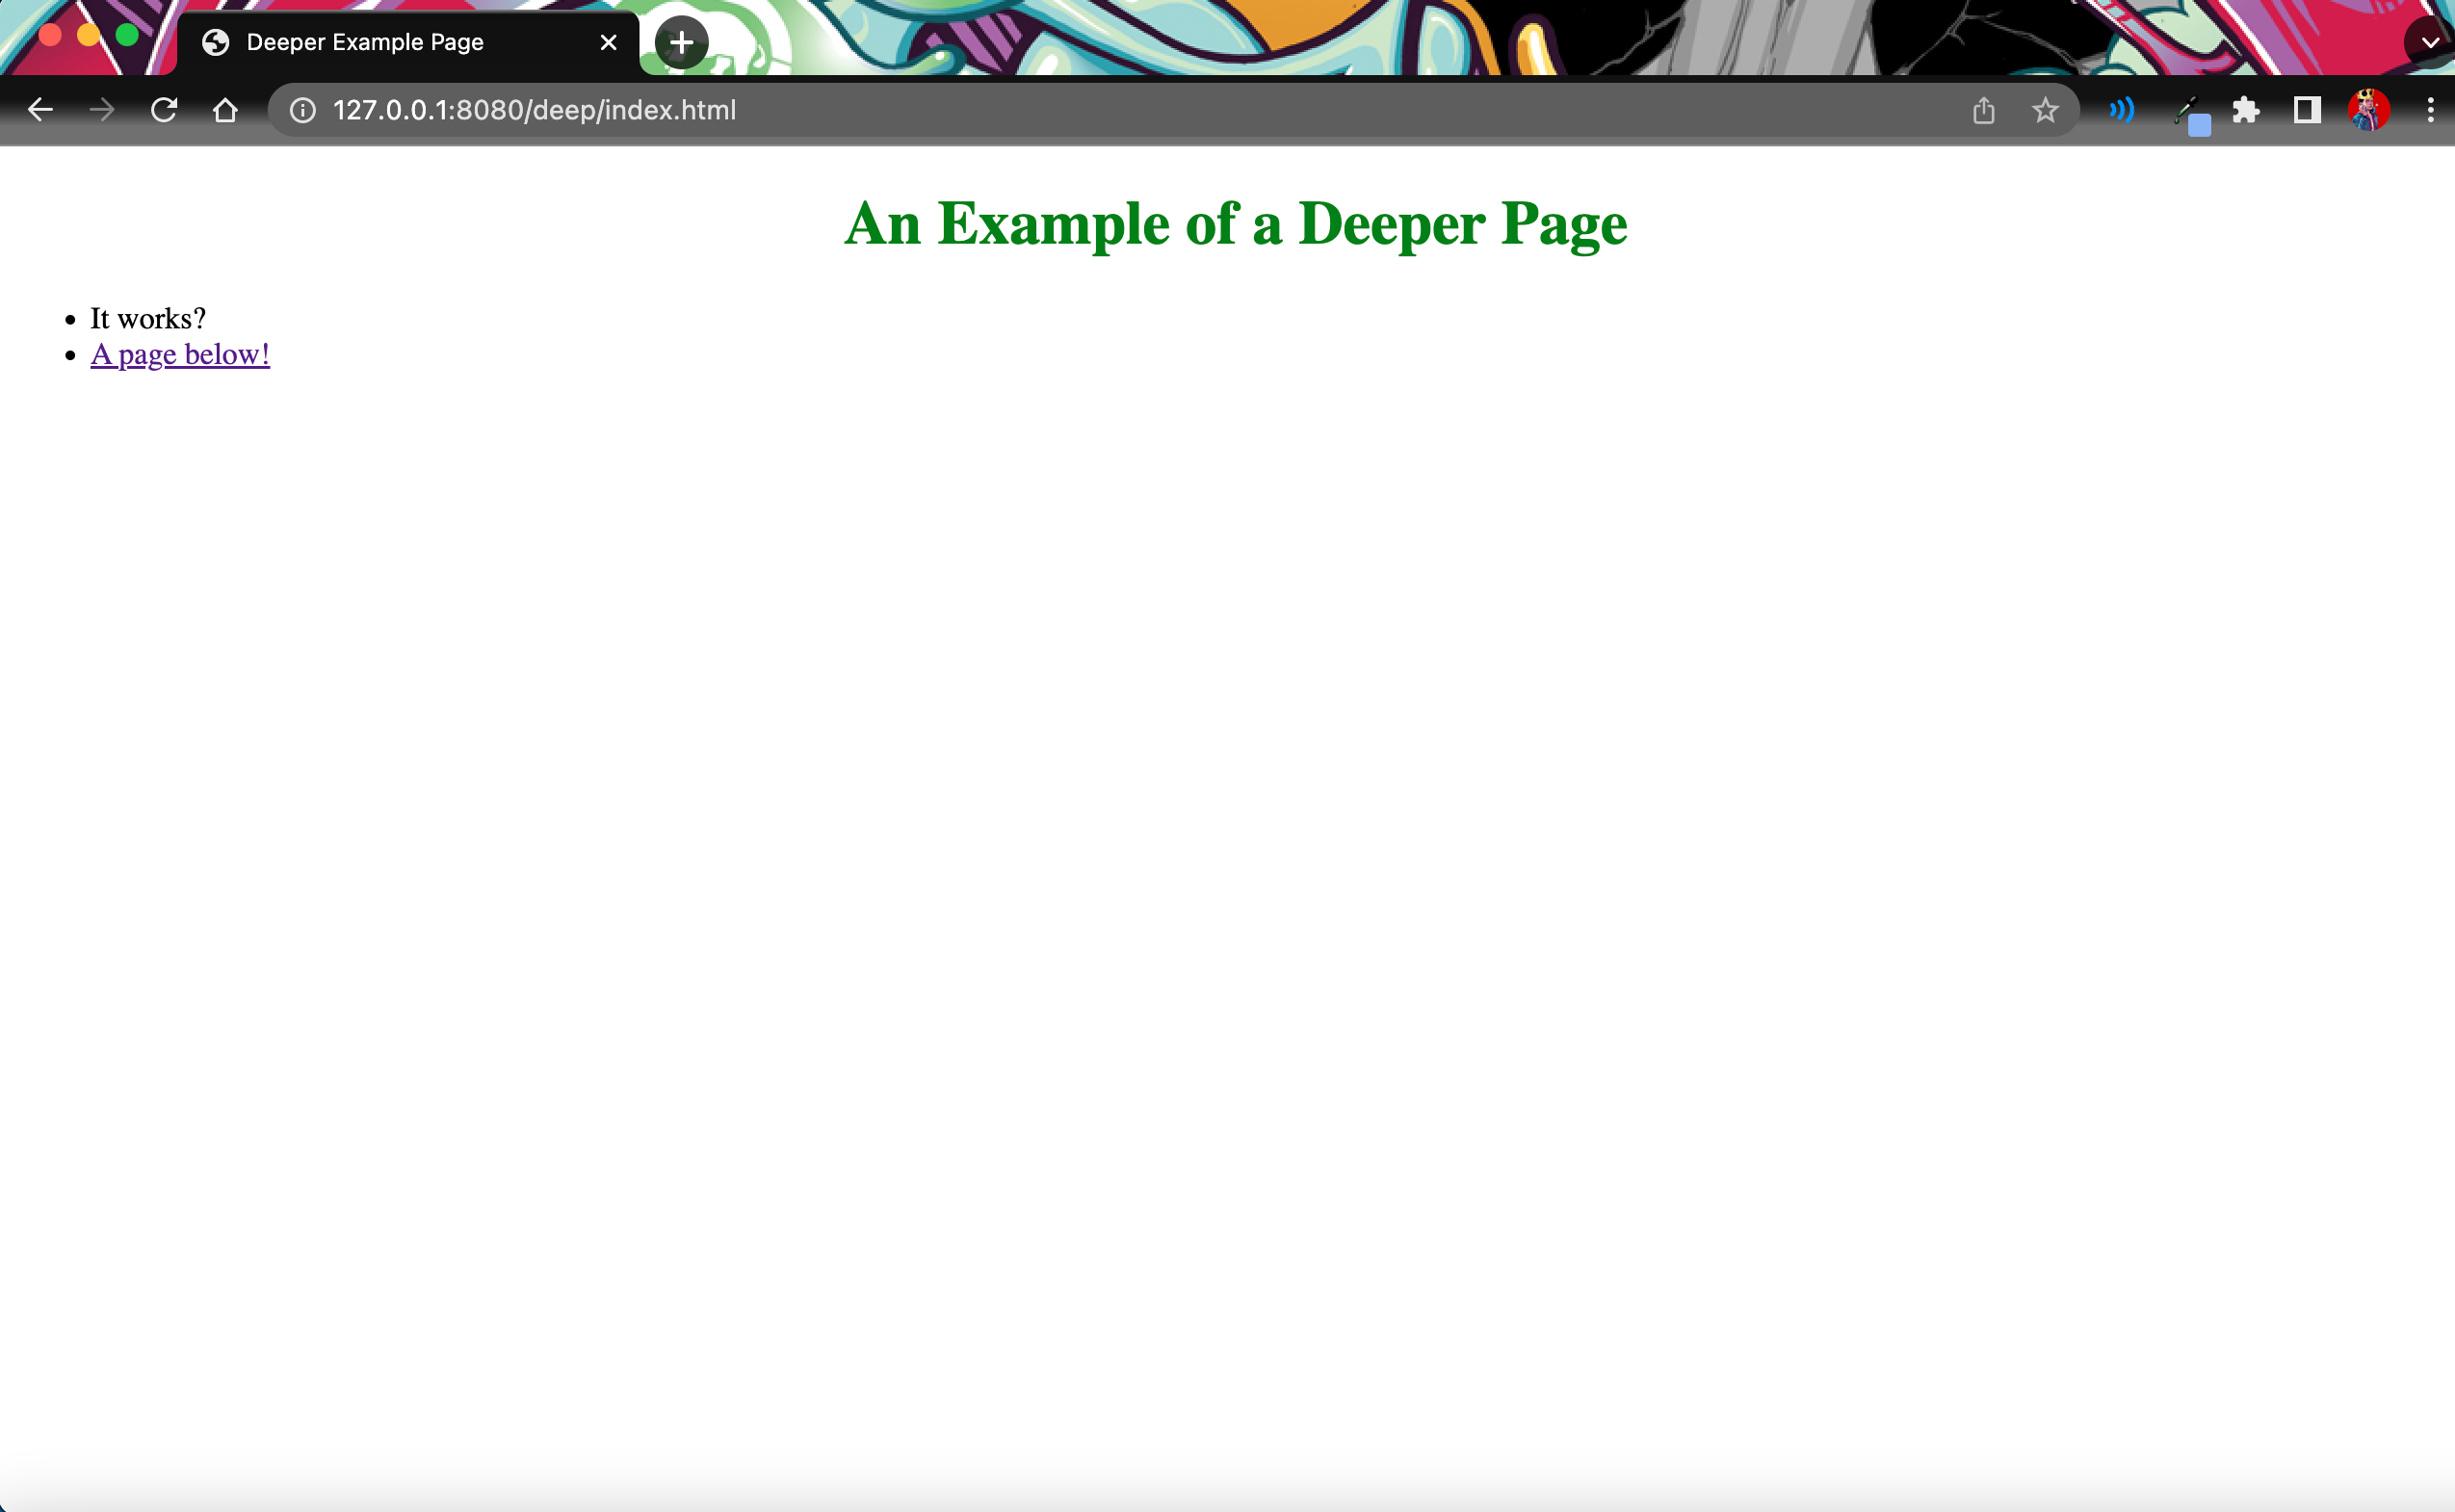 Deeper Example Page
127.0.0.1:8080/deep/index.html
An Example of a Deeper Page
It works?
A page below!